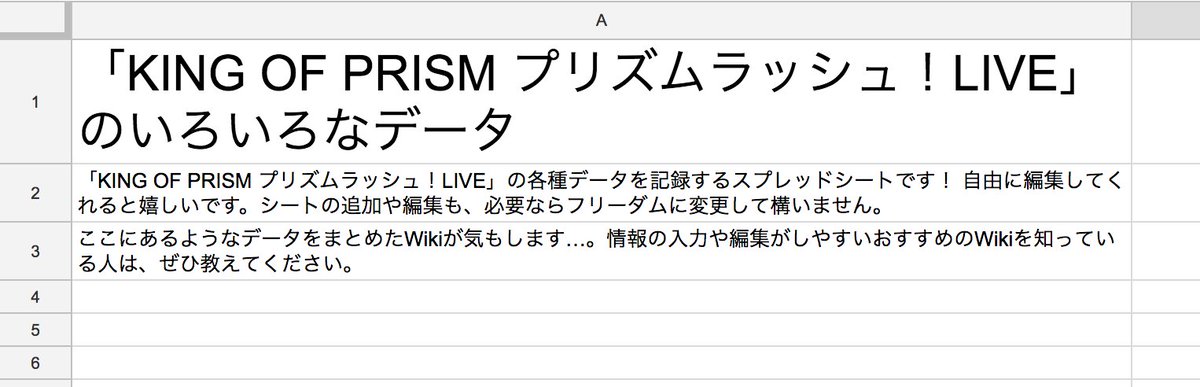 A
1
「KING OF PRISM プリズムラッシュ！LIVE」
のいろいろなデータ
2
「KING OF PRISM プリズムラッシュ！LIVE」の各種データを記録するスプレッドシートです！ 自由に編集してく
れると嬉しいです。シートの追加や編集も、必要ならフリーダムに変更して構いません。
3
ここにあるようなデータをまとめたWikiが気もします…。情報の入力や編集がしやすいおすすめのWikiを知ってい
る人は、ぜひ教えてください。
4
5
6